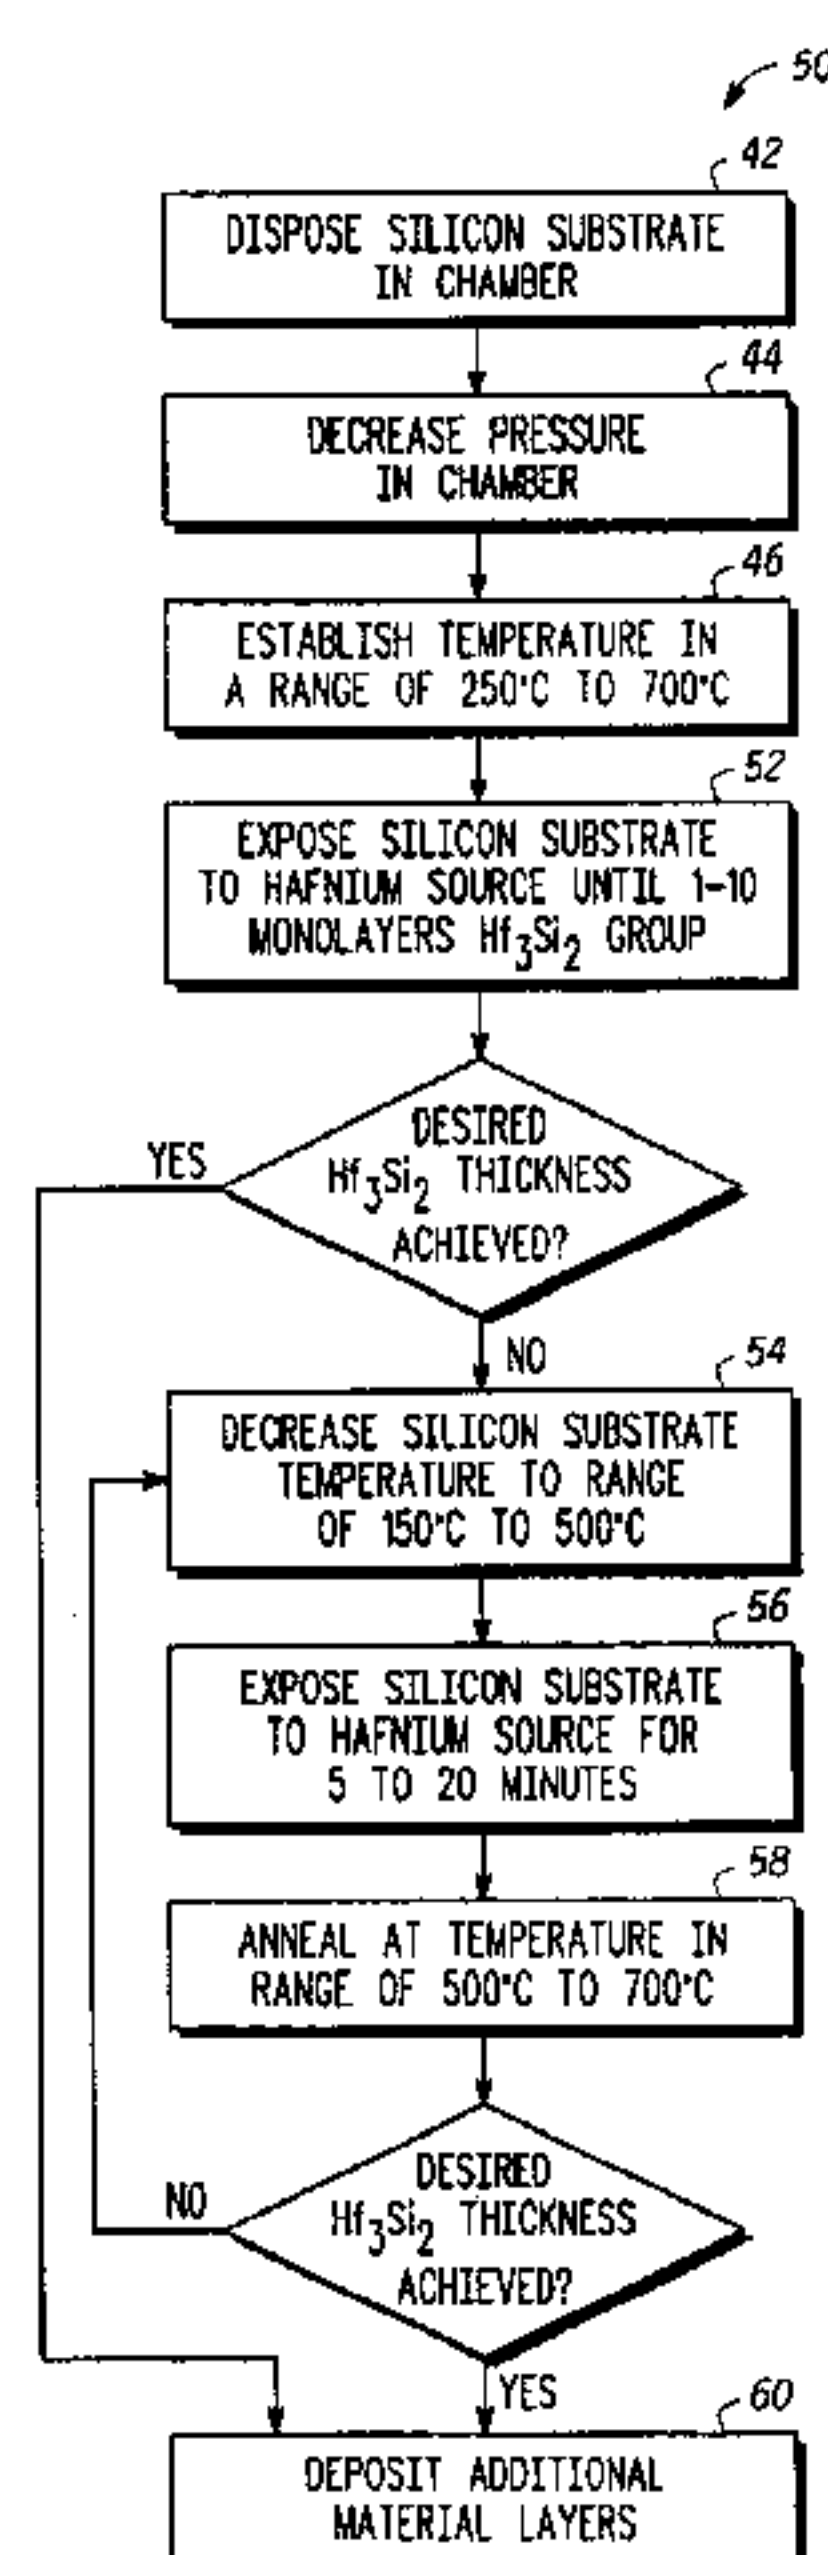 50
42
DISPOSE SILICON SUBSTRATE
IN CHAMBER
44
DECREASE PRESSURE
IN CHAMBER
46
ESTABLISH TEMPERATURE IN
A RANGE OF 250°C TO 700°C
52
EXPOSE SILICON SUBSTRATE
TO HAFNIUM SOURCE UNTIL 1-10
MONOLAYERS Hf₃Si₂ GROUP
DESIRED
Hf₃Si₂ THICKNESS
ACHIEVED?
YES
NO
54
DECREASE SILICON SUBSTRATE
TEMPERATURE TO RANGE
OF 150°C TO 500°C
56
EXPOSE SILICON SUBSTRATE
TO HAFNIUM SOURCE FOR
5 TO 20 MINUTES
58
ANNEAL AT TEMPERATURE IN
RANGE OF 500°C TO 700°C
DESIRED
Hf₃Si₂ THICKNESS
ACHIEVED?
NO
YES
60
DEPOSIT ADDITIONAL
MATERIAL LAYERS